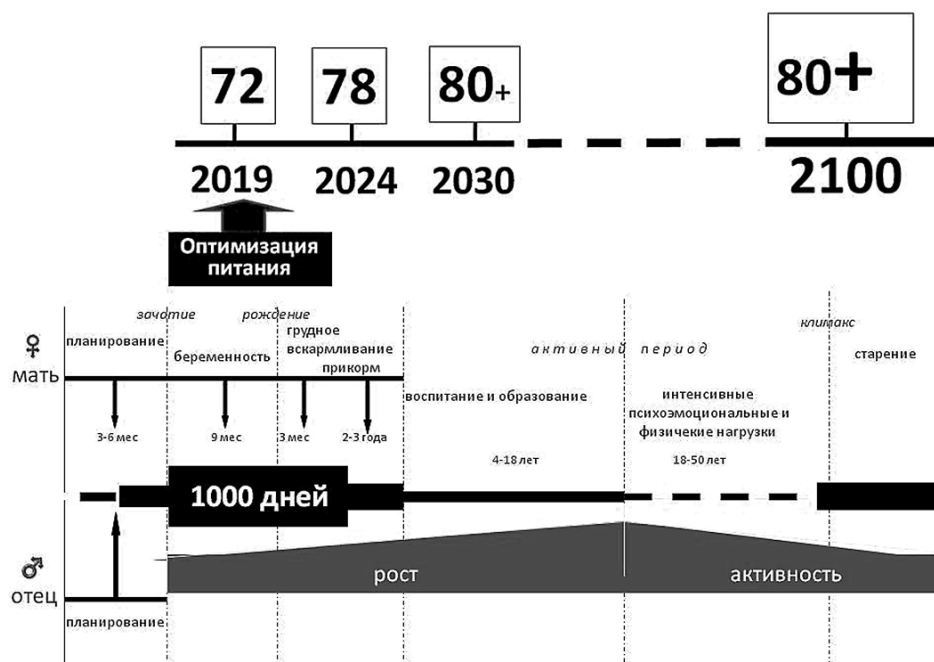 72
78
80+
80+
2019
2024
2030
2100
Оптимизация
питания
зачатие
рождение
климакс
планирование
беременность
грудное
вскармливание
прикорм
активный период
старение
♀
мать
воспитание и образование
интенсивные
психоэмоциональные и
физичекие нагрузки
3-6 мес
9 мес
3 мес
2-3 года
4-18 лет
18-50 лет
1000 дней
♂
отец
рост
активность
планирование